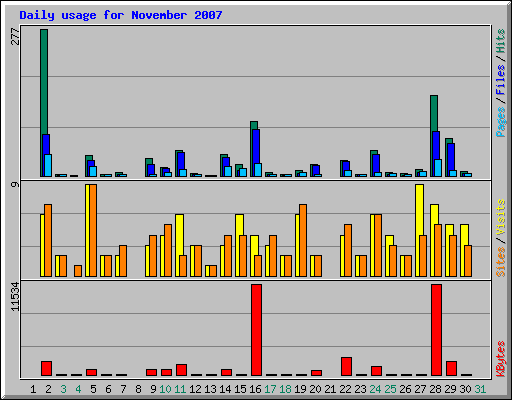 Daily usage for November 2007
277
Pages / Files / Hits
9
Sites / Visits
11534
KBytes
1 2 3 4 5 6 7 8 9 10 11 12 13 14 15 16 17 18 19 20 21 22 23 24 25 26 27 28 29 30 31